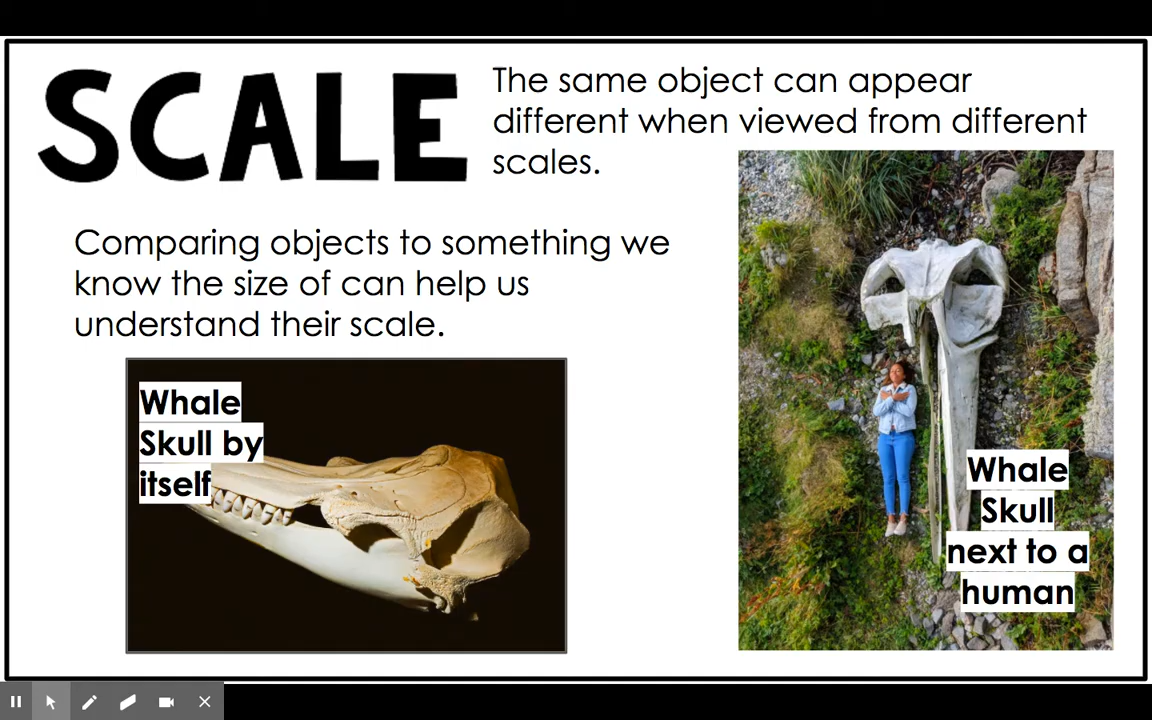 SCALE
The same object can appear
different when viewed from different
scales.
Comparing objects to something we
know the size of can help us
understand their scale.
Whale
Skull by
itself
Whale
Skull
next to a
human